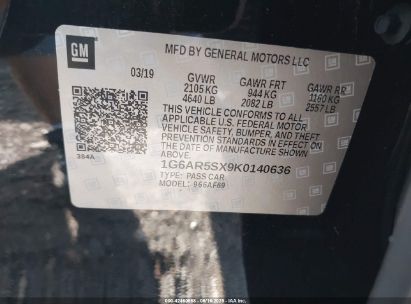 GM
MFD BY GENERAL MOTORS LLC
03/19
GVWR GAWR FRT GAWR RR
2105 KG 944 KG 1160 KG
4640 LB 2082 LB 2557 LB
THIS VEHICLE CONFORMS TO ALL
APPLICABLE U.S. FEDERAL MOTOR
VEHICLE SAFETY, BUMPER, AND THEFT
PREVENTION STANDARDS IN EFFECT ON
THE DATE OF MANUFACTURE SHOWN ABOVE.
384A
1G6AR5SX9K0140636
TYPE: PASS CAR
MODEL: 966AF69